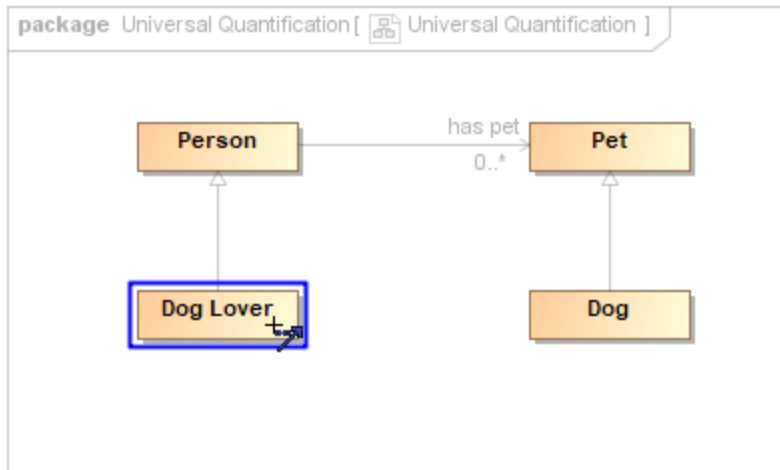 package Universal Quantification [ Universal Quantification ]
Person
has pet
0..*
Pet
Dog Lover
Dog